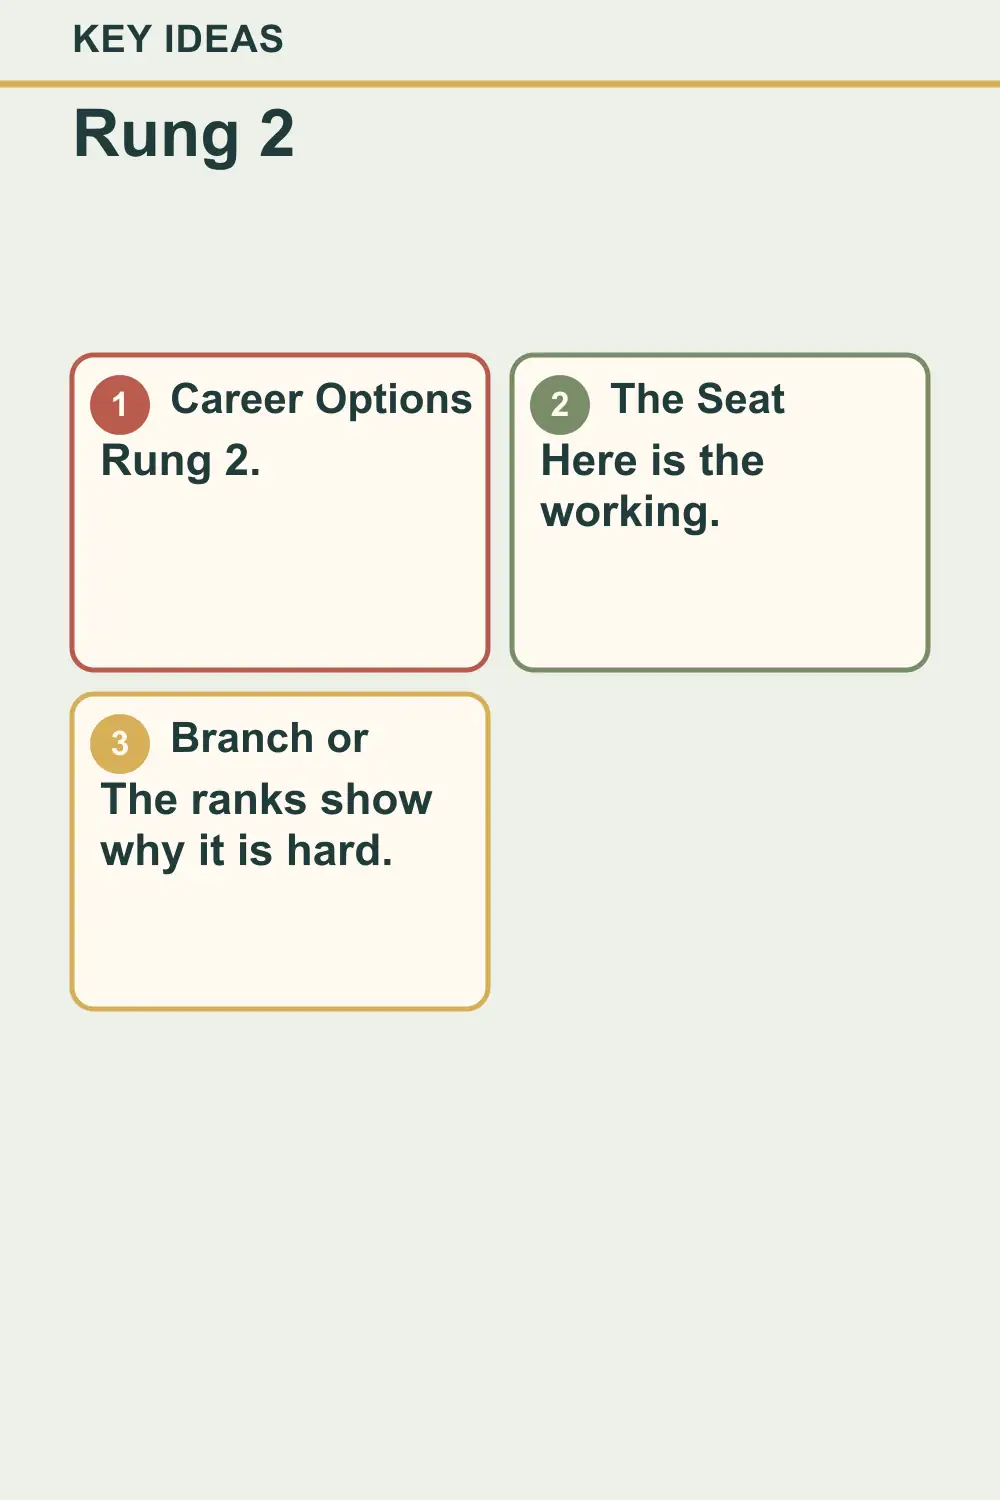 KEY IDEAS
Rung 2
1 Career Options
Rung 2.
2 The Seat
Here is the
working.
3 Branch or
The ranks show
why it is hard.